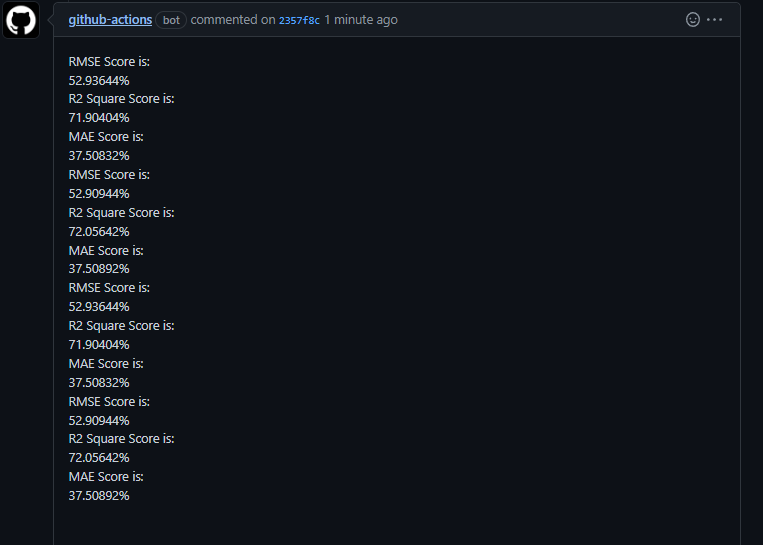 github-actions bot commented on 2357f8c 1 minute ago
RMSE Score is:
52.93644%
R2 Square Score is:
71.90404%
MAE Score is:
37.50832%
RMSE Score is:
52.90944%
R2 Square Score is:
72.05642%
MAE Score is:
37.50892%
RMSE Score is:
52.93644%
R2 Square Score is:
71.90404%
MAE Score is:
37.50832%
RMSE Score is:
52.90944%
R2 Square Score is:
72.05642%
MAE Score is:
37.50892%